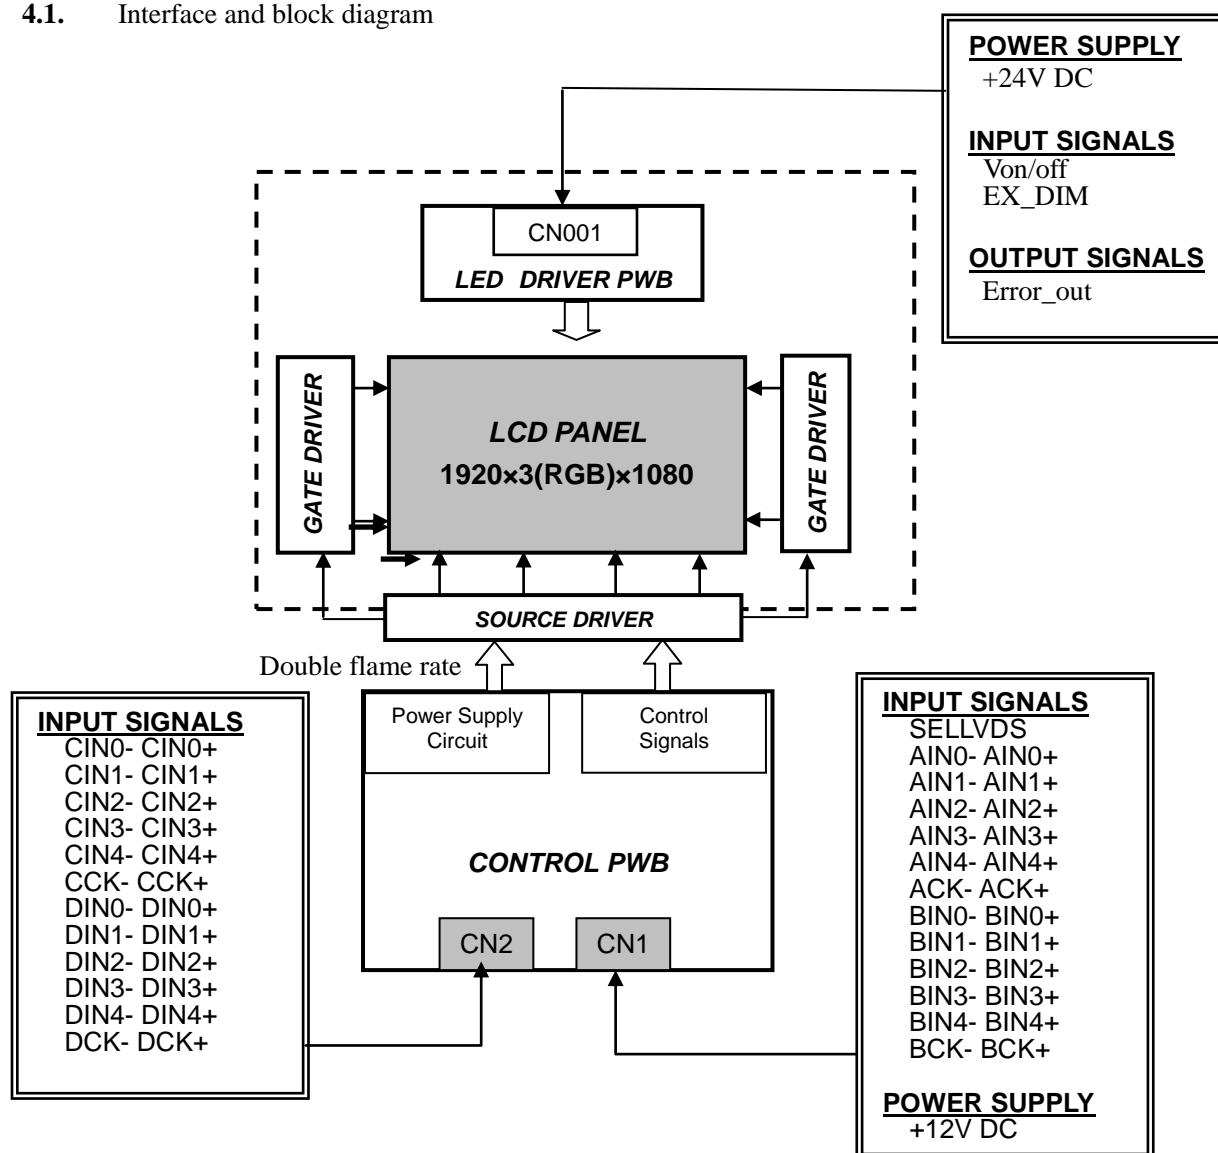 4.1. Interface and block diagram
POWER SUPPLY
+24V DC
INPUT SIGNALS
Von/off
EX_DIM
OUTPUT SIGNALS
Error_out
CN001
LED DRIVER PWB
GATE DRIVER
LCD PANEL
1920×3(RGB)×1080
GATE DRIVER
SOURCE DRIVER
Double flame rate
Power Supply
Circuit
Control
Signals
CONTROL PWB
CN2
CN1
INPUT SIGNALS
CIN0- CIN0+
CIN1- CIN1+
CIN2- CIN2+
CIN3- CIN3+
CIN4- CIN4+
CCK- CCK+
DIN0- DIN0+
DIN1- DIN1+
DIN2- DIN2+
DIN3- DIN3+
DIN4- DIN4+
DCK- DCK+
INPUT SIGNALS
SELLVDS
AIN0- AIN0+
AIN1- AIN1+
AIN2- AIN2+
AIN3- AIN3+
AIN4- AIN4+
ACK- ACK+
BIN0- BIN0+
BIN1- BIN1+
BIN2- BIN2+
BIN3- BIN3+
BIN4- BIN4+
BCK- BCK+
POWER SUPPLY
+12V DC